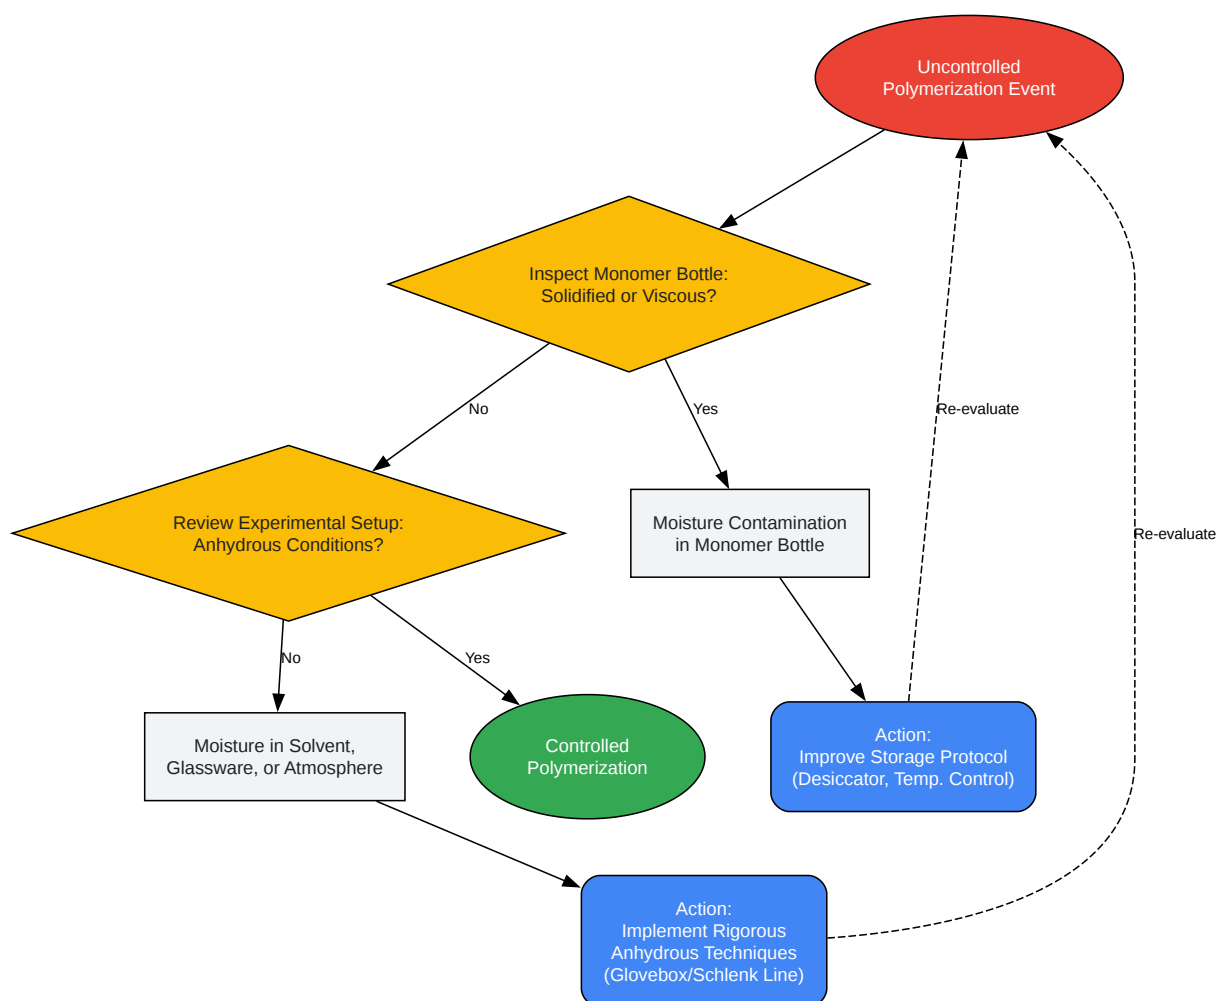 Uncontrolled
Polymerization Event
Inspect Monomer Bottle:
Solidified or Viscous?
No
Yes
Re-evaluate
Review Experimental Setup:
Anhydrous Conditions?
Moisture Contamination
in Monomer Bottle
Re-evaluate
No
Yes
Moisture in Solvent,
Glassware, or Atmosphere
Controlled
Polymerization
Action:
Improve Storage Protocol
(Desiccator, Temp. Control)
Action:
Implement Rigorous
Anhydrous Techniques
(Glovebox/Schlenk Line)